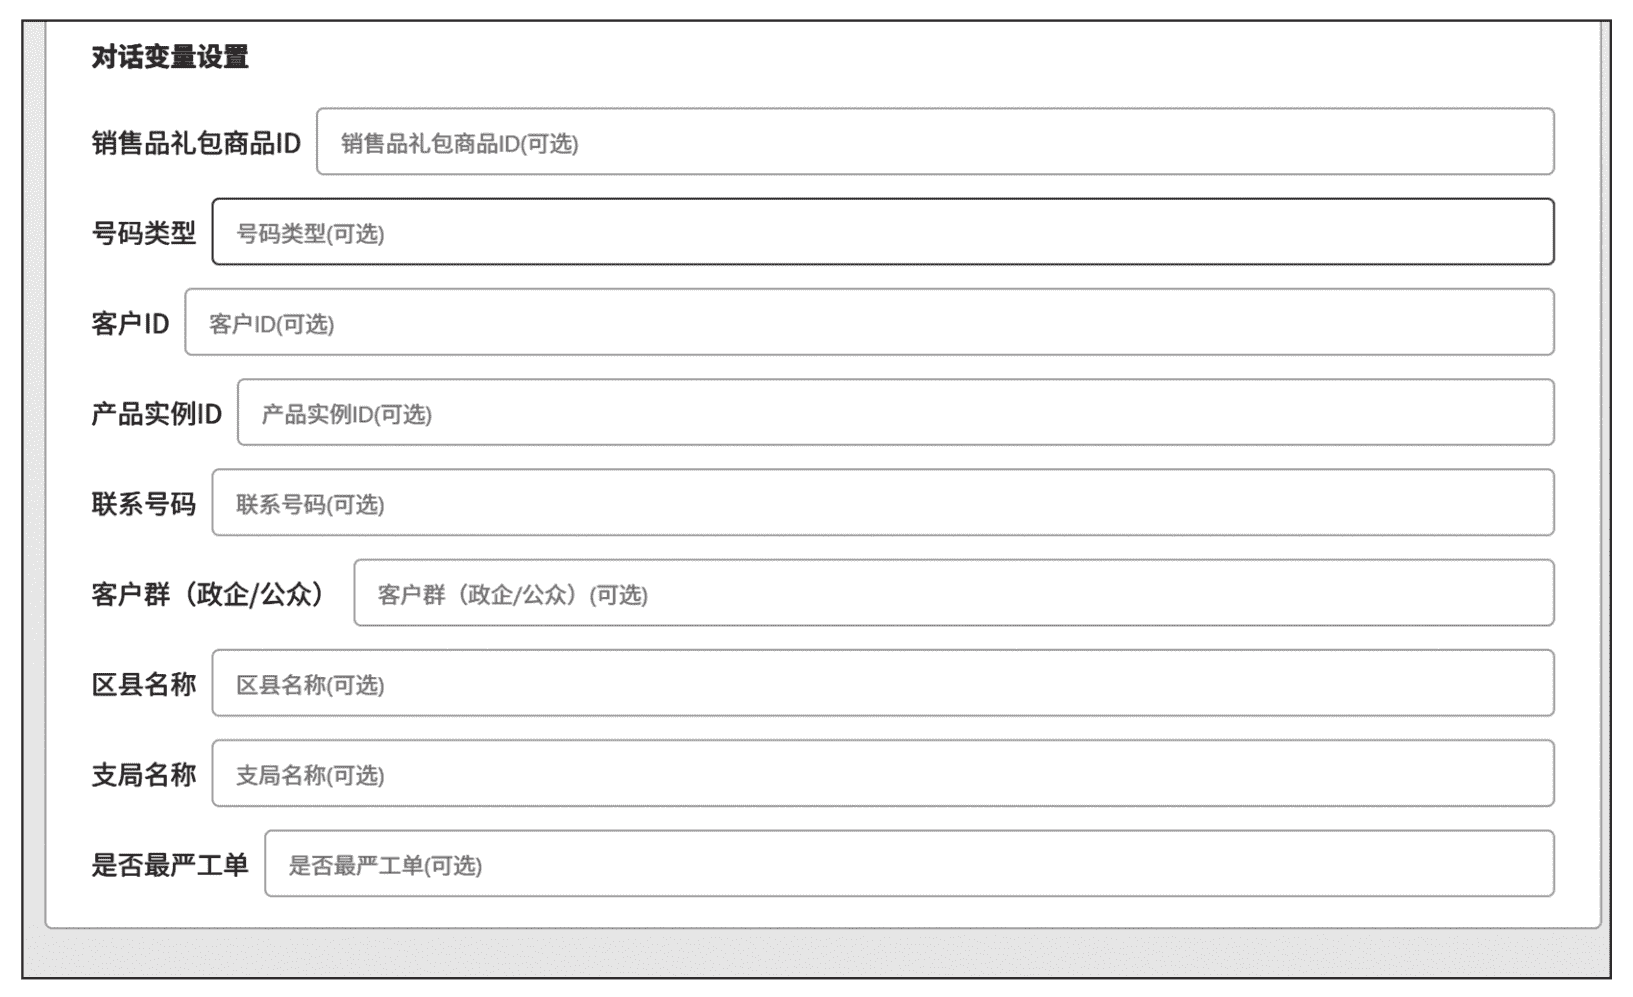 对话变量设置
销售品礼包商品ID 销售品礼包商品ID(可选)
号码类型 号码类型(可选)
客户ID 客户ID(可选)
产品实例ID 产品实例ID(可选)
联系号码 联系号码(可选)
客户群（政企/公众） 客户群（政企/公众）(可选)
区县名称 区县名称(可选)
支局名称 支局名称(可选)
是否最严工单 是否最严工单(可选)